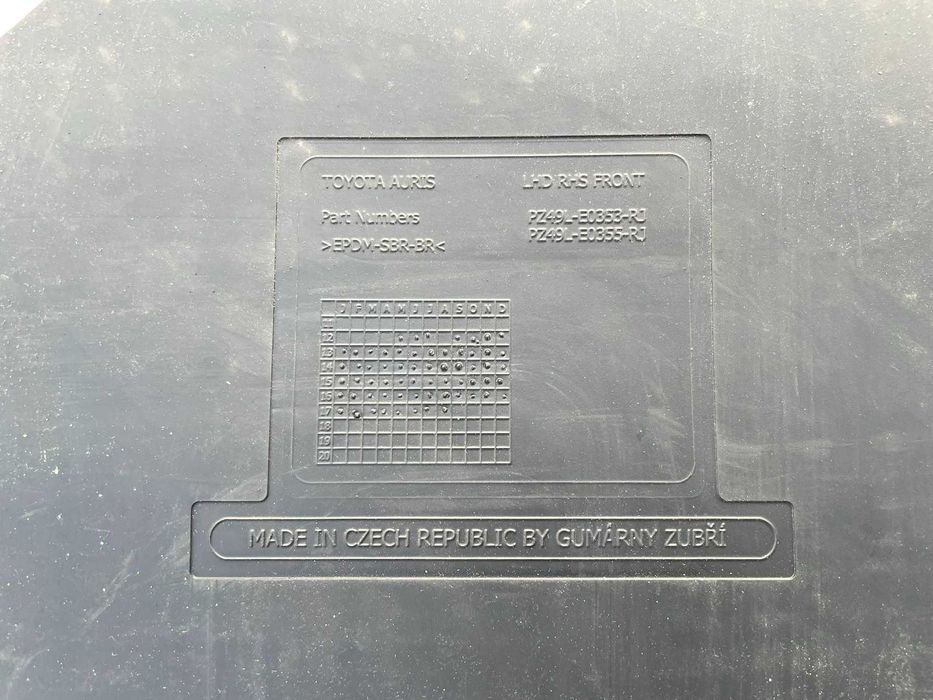 TOYOTA AURIS LHD RHS FRONT
Part Numbers PZ49L-E0353-RJ
PZ49L-E0355-RJ
>EPDM-SBR-BR<
J F M A M J J A S O N D
11
12
13
14
15
16
17
18
19
20
MADE IN CZECH REPUBLIC BY GUMÁRNY ZUBŘÍ